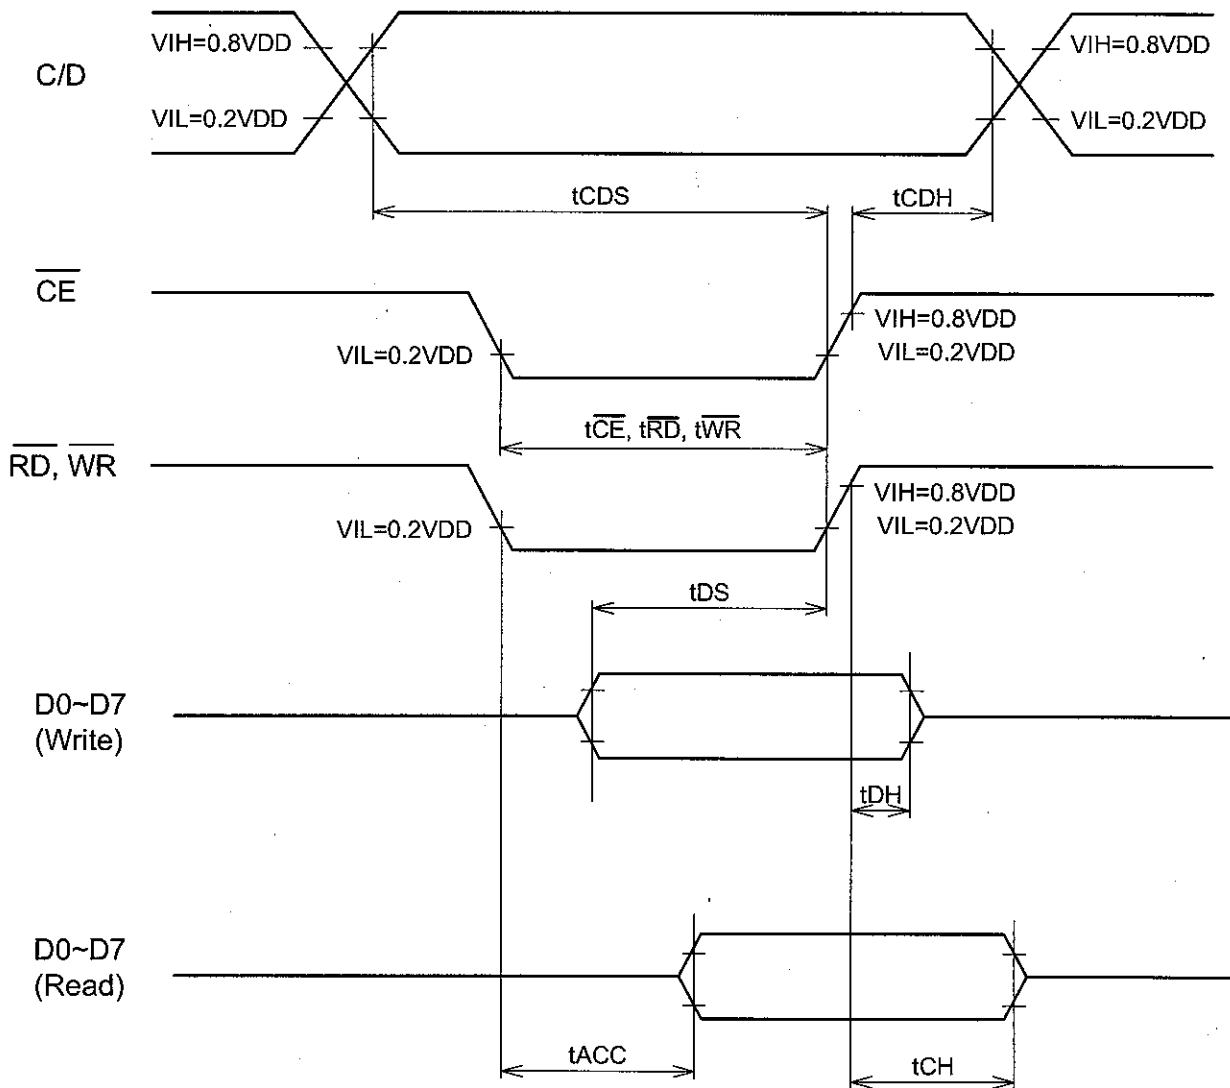 VIH=0.8VDD
VIH=0.8VDD
C/D
VIL=0.2VDD
VIL=0.2VDD
tCDS
tCDH
CE
VIH=0.8VDD
VIL=0.2VDD
VIL=0.2VDD
tCE, tRD, tWR
RD, WR
VIH=0.8VDD
VIL=0.2VDD
VIL=0.2VDD
tDS
D0~D7
(Write)
tDH
D0~D7
(Read)
tACC
tCH